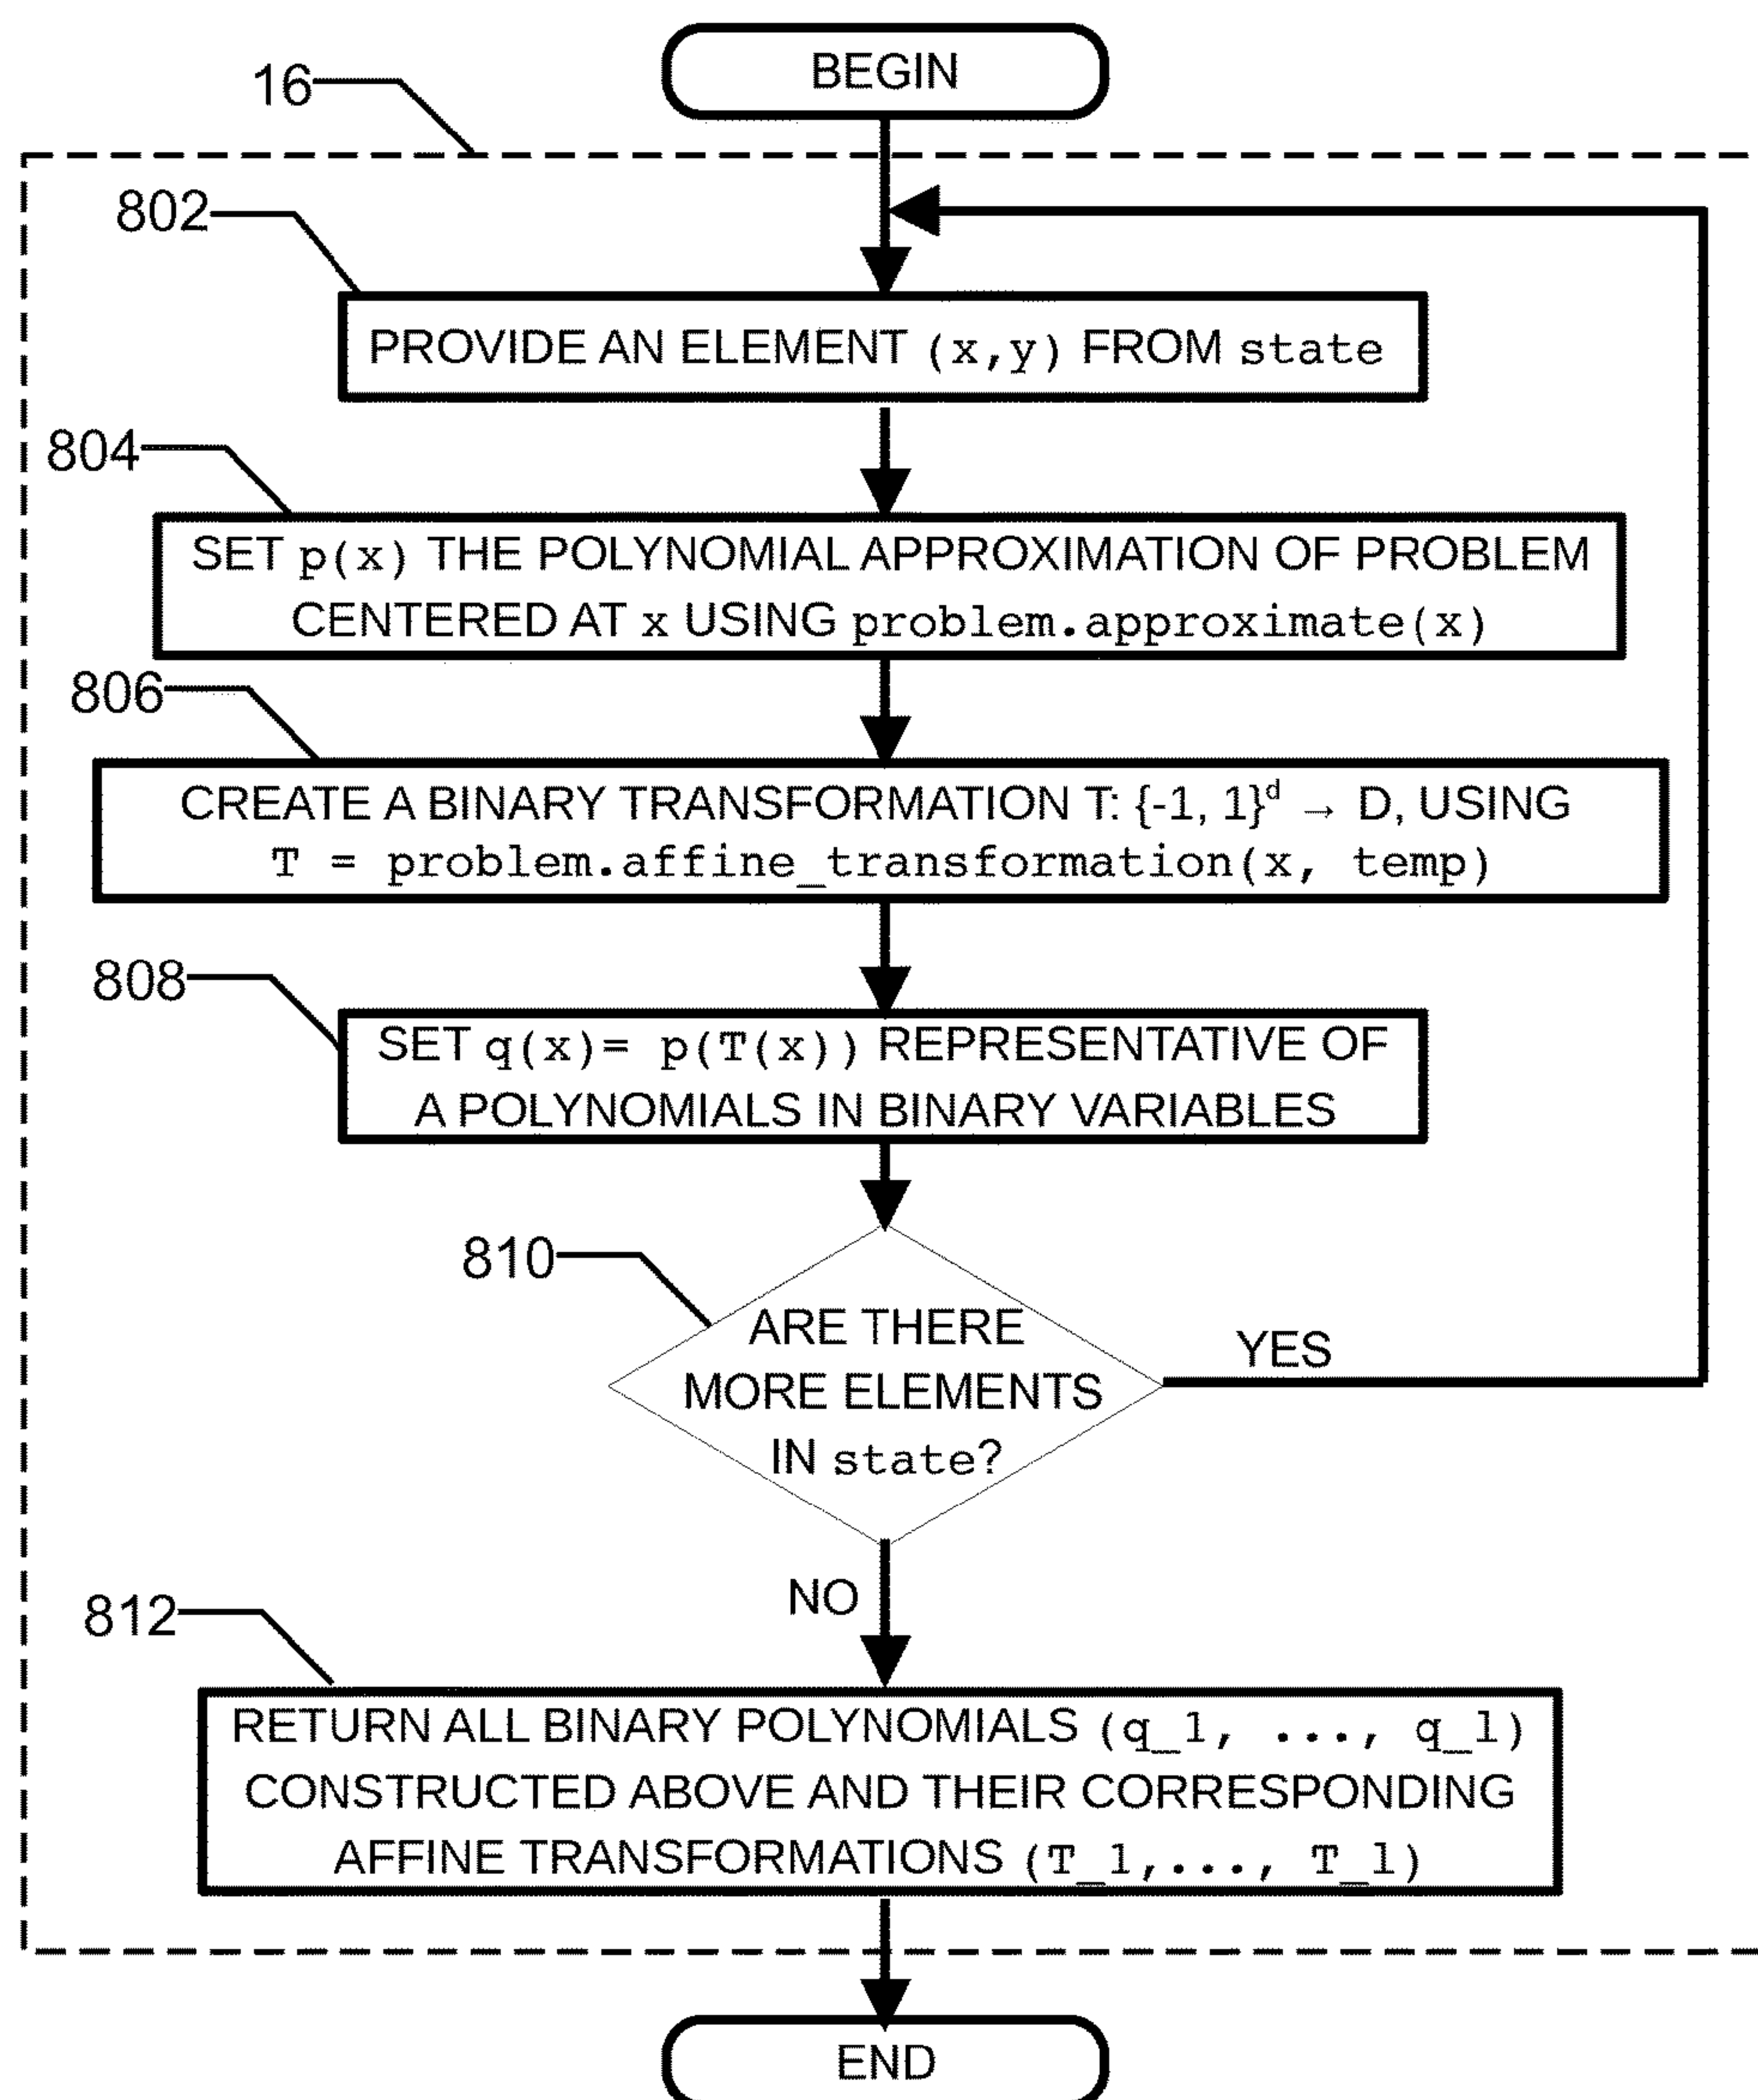 BEGIN
16
802
PROVIDE AN ELEMENT (x,y) FROM state
804
SET p(x) THE POLYNOMIAL APPROXIMATION OF PROBLEM
CENTERED AT x USING problem.approximate(x)
806
CREATE A BINARY TRANSFORMATION T: {-1, 1}ᵈ → D, USING
T = problem.affine_transformation(x, temp)
808
SET q(x)= p(T(x)) REPRESENTATIVE OF
A POLYNOMIALS IN BINARY VARIABLES
810
ARE THERE
MORE ELEMENTS
IN state?
YES
NO
812
RETURN ALL BINARY POLYNOMIALS (q_1, ..., q_l)
CONSTRUCTED ABOVE AND THEIR CORRESPONDING
AFFINE TRANSFORMATIONS (T_1,..., T_l)
END